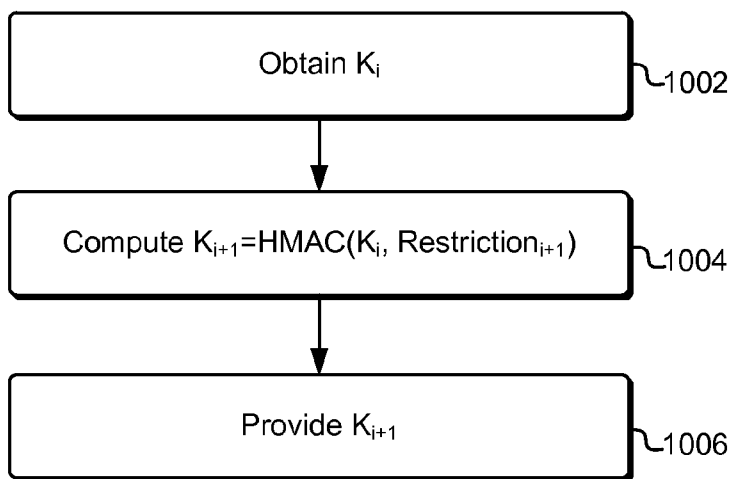 Obtain Kᵢ
1002
Compute Kᵢ₊₁=HMAC(Kᵢ, Restrictionᵢ₊₁)
1004
Provide Kᵢ₊₁
1006